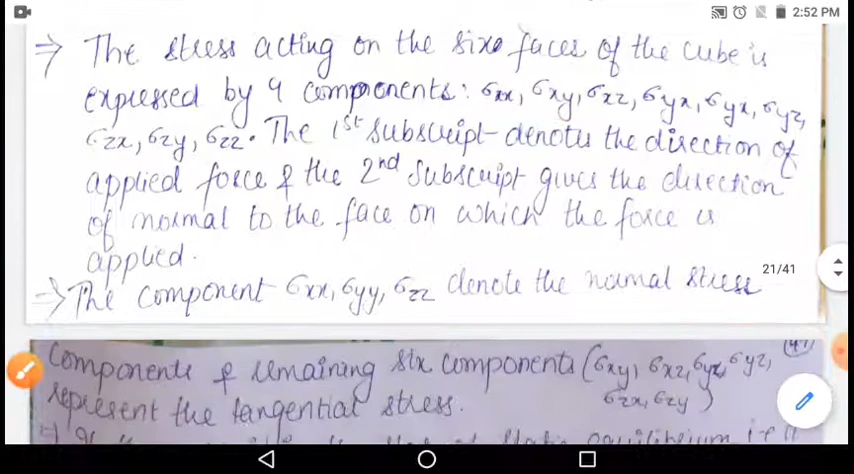 2:52 PM
⇒ The stress acting on the sixe faces of the cube is
expressed by 9 components: σxx, σxy, σxz, σyx, σyx, σyz,
σzx, σzy, σzz. The 1st subscript denotes the direction of
applied force & the 2nd subscript gives the direction
of normal to the face on which the force is
applied.
21/41
⇒ The component σxx, σyy, σzz denote the normal stress
components & remaining six components (σxy, σxz, σyx, σyz,
σzx, σzy)
represent the tangential stress.
equilibrium i.e